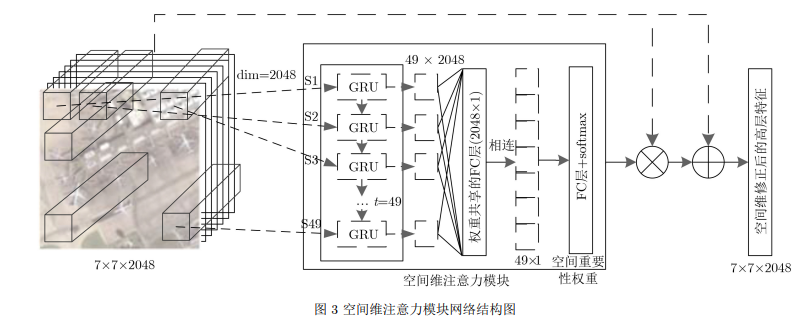 dim=2048
7×7×2048
S1
S2
S3
S49
GRU
GRU
GRU
... t=49
GRU
49 × 2048
权重共享的FC层(2048×1)
相连
49×1
FC层+softmax
空间重要
性权重
空间维注意力模块
空间维修正后的高层特征
7×7×2048
图 3 空间维注意力模块网络结构图